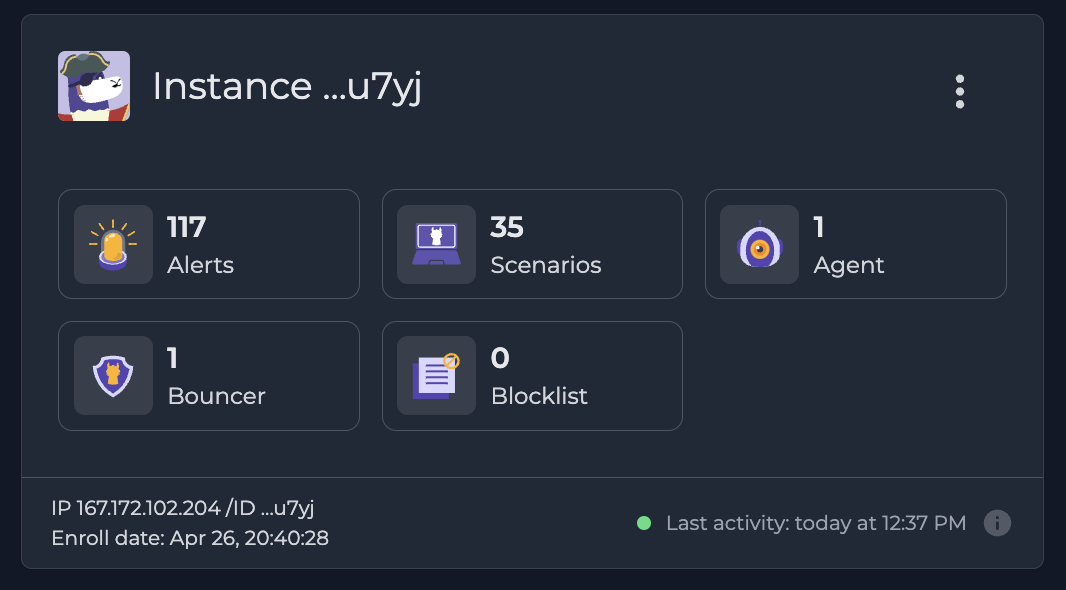 Instance ...u7yj
117
Alerts
35
Scenarios
1
Agent
1
Bouncer
0
Blocklist
IP 167.172.102.204 /ID ...u7yj
Enroll date: Apr 26, 20:40:28
Last activity: today at 12:37 PM